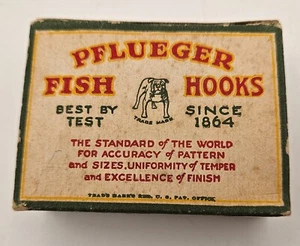 PFLUEGER
FISH HOOKS
BEST BY TEST SINCE 1864
TRADE MARK
THE STANDARD OF THE WORLD
FOR ACCURACY OF PATTERN
and SIZES, UNIFORMITY of TEMPER
and EXCELLENCE of FINISH
TRADE MARK'S REG. U. S. PAT. OFFICE